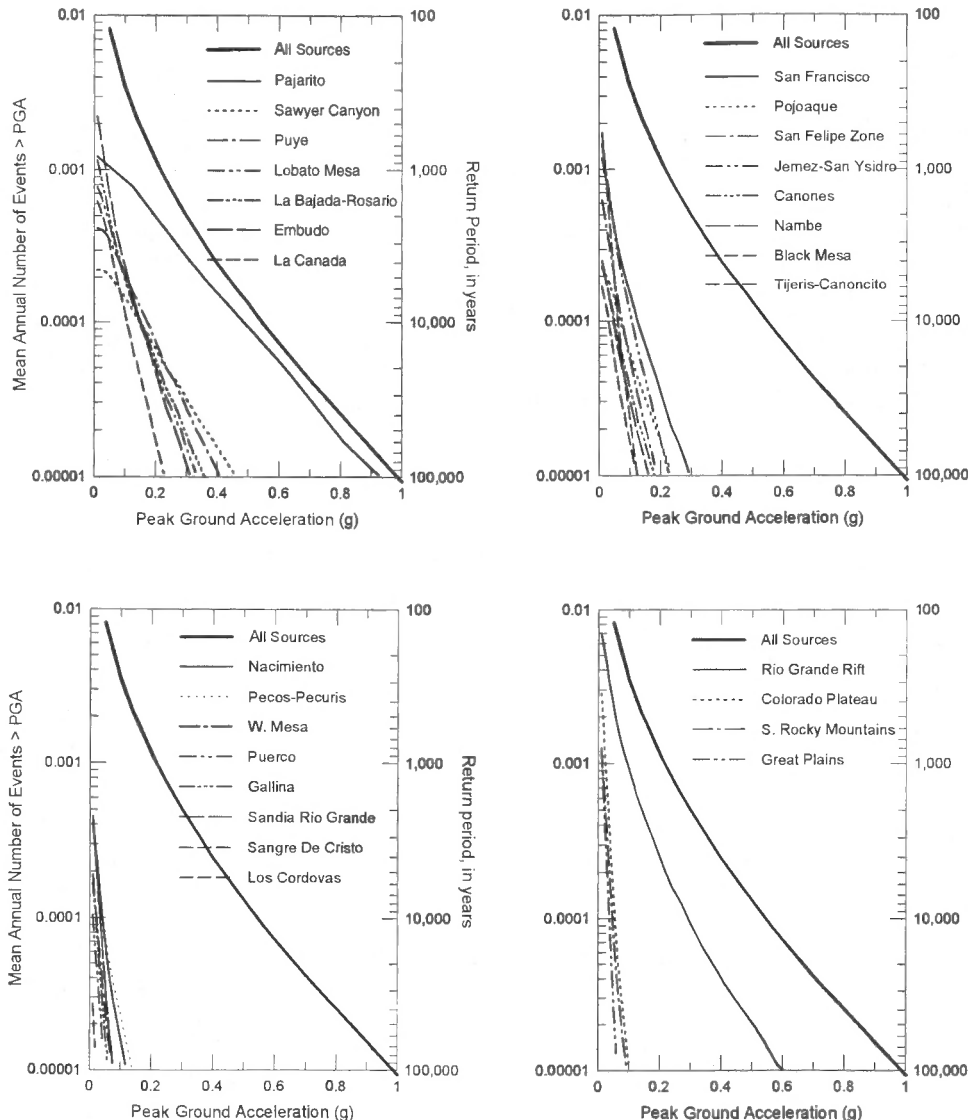 0.01
0.001
0.0001
0.00001
Mean Annual Number of Events > PGA
All Sources
Pajarito
Sawyer Canyon
Puye
Lobato Mesa
La Bajada-Rosario
Embudo
La Canada
100
1,000
10,000
100,000
Return Period, in years
0 0.2 0.4 0.6 0.8 1
Peak Ground Acceleration (g)
0.01
0.001
0.0001
0.00001
All Sources
San Francisco
Pojoaque
San Felipe Zone
Jemez-San Ysidro
Canones
Nambe
Black Mesa
Tijeris-Canoncito
100
1,000
10,000
100,000
0 0.2 0.4 0.6 0.8 1
Peak Ground Acceleration (g)
0.01
0.001
0.0001
0.00001
Mean Annual Number of Events > PGA
All Sources
Nacimiento
Pecos-Pecuris
W. Mesa
Puerco
Gallina
Sandia Rio Grande
Sangre De Cristo
Los Cordovas
100
1,000
10,000
100,000
Return period, in years
0 0.2 0.4 0.6 0.8 1
Peak Ground Acceleration (g)
0.01
0.001
0.0001
0.00001
All Sources
Rio Grande Rift
Colorado Plateau
S. Rocky Mountains
Great Plains
100
1,000
10,000
100,000
0 0.2 0.4 0.6 0.8 1
Peak Ground Acceleration (g)